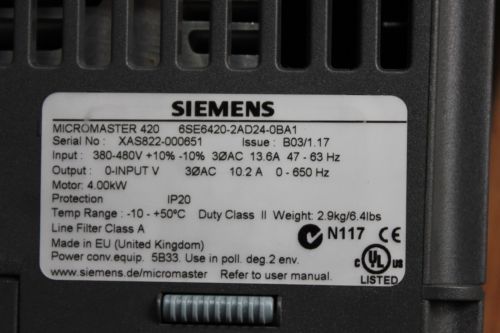 SIEMENS
MICROMASTER 420 6SE6420-2AD24-0BA1
Serial No : XAS822-000651 Issue : B03/1.17
Input : 380-480V +10% -10% 3ØAC 13.6A 47 - 63 Hz
Output : 0-INPUT V 3ØAC 10.2 A 0 - 650 Hz
Motor: 4.00kW
Protection IP20
Temp Range : -10 - +50ºC Duty Class II Weight: 2.9kg/6.4lbs
Line Filter Class A
N117 CE
Made in EU (United Kingdom)
Power conv.equip. 5B33. Use in poll. deg.2 env.
c UL us
www.siemens.de/micromaster Refer to user manual.
LISTED